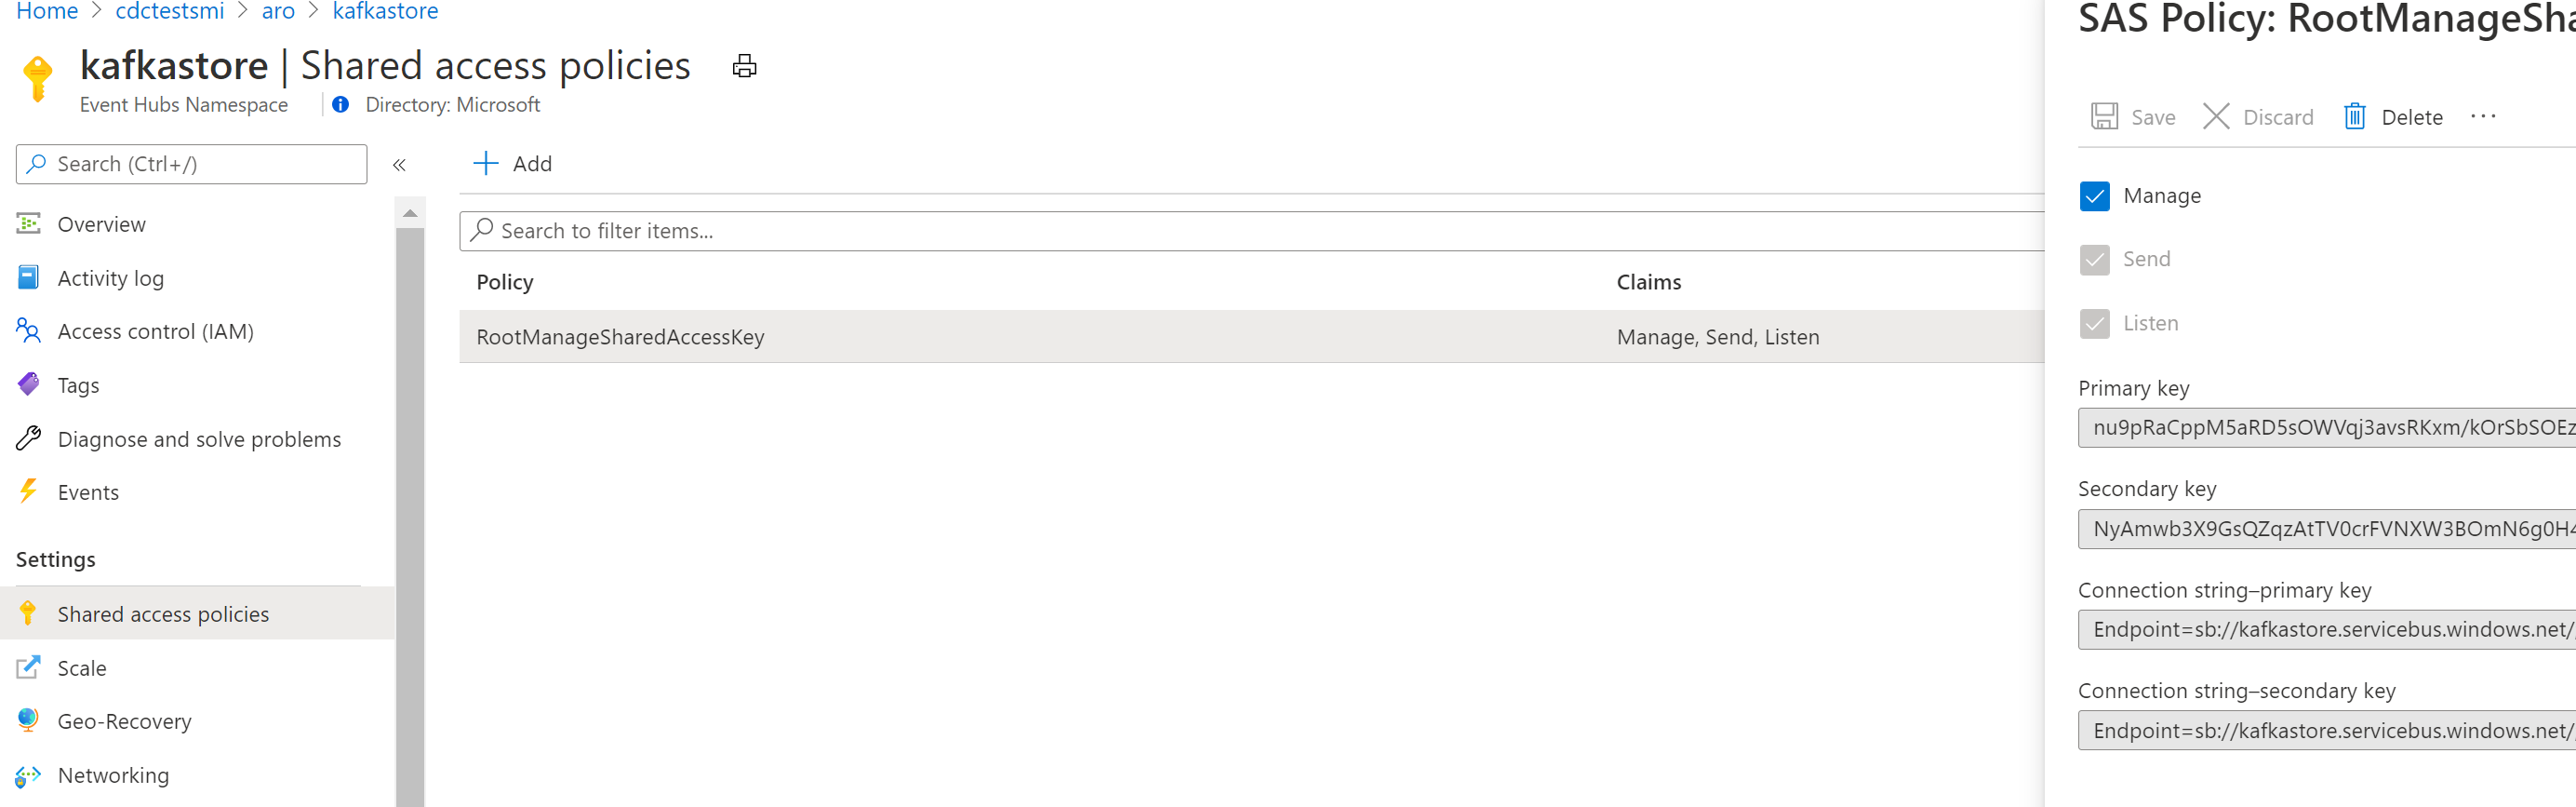 Home > cdctestsmi > aro > kafkastore
kafkastore | Shared access policies
Event Hubs Namespace
Directory: Microsoft
Search (Ctrl+/)
«
Overview
Activity log
Access control (IAM)
Tags
Diagnose and solve problems
Events
Settings
Shared access policies
Scale
Geo-Recovery
Networking
+ Add
Search to filter items...
Policy Claims
RootManageSharedAccessKey Manage, Send, Listen
SAS Policy: RootManageSha
Save Discard Delete ...
Manage
Send
Listen
Primary key
nu9pRaCppM5aRD5sOWVqj3avsRKxm/kOrSbSOEz
Secondary key
NyAmwb3X9GsQZqzAtTV0crFVNXW3BOmN6g0H4
Connection string–primary key
Endpoint=sb://kafkastore.servicebus.windows.net/;
Connection string–secondary key
Endpoint=sb://kafkastore.servicebus.windows.net/;